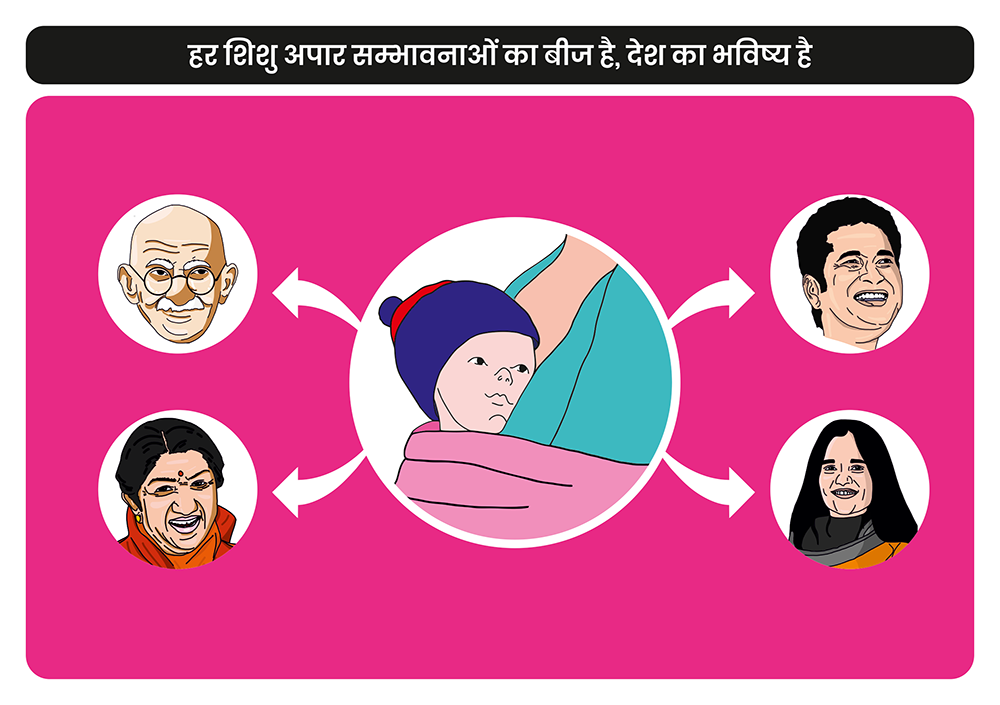 हर शिशु अपार सम्भावनाओं का बीज है, देश का भविष्य है